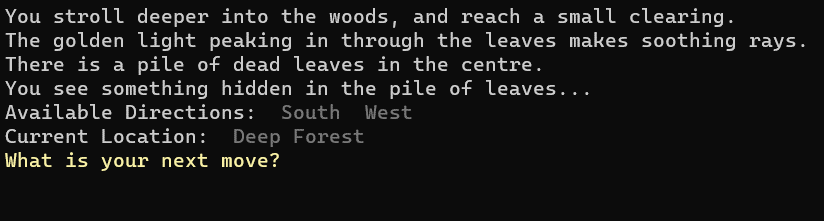 You stroll deeper into the woods, and reach a small clearing.
The golden light peaking in through the leaves makes soothing rays.
There is a pile of dead leaves in the centre.
You see something hidden in the pile of leaves...
Available Directions:  South  West
Current Location:  Deep Forest
What is your next move?